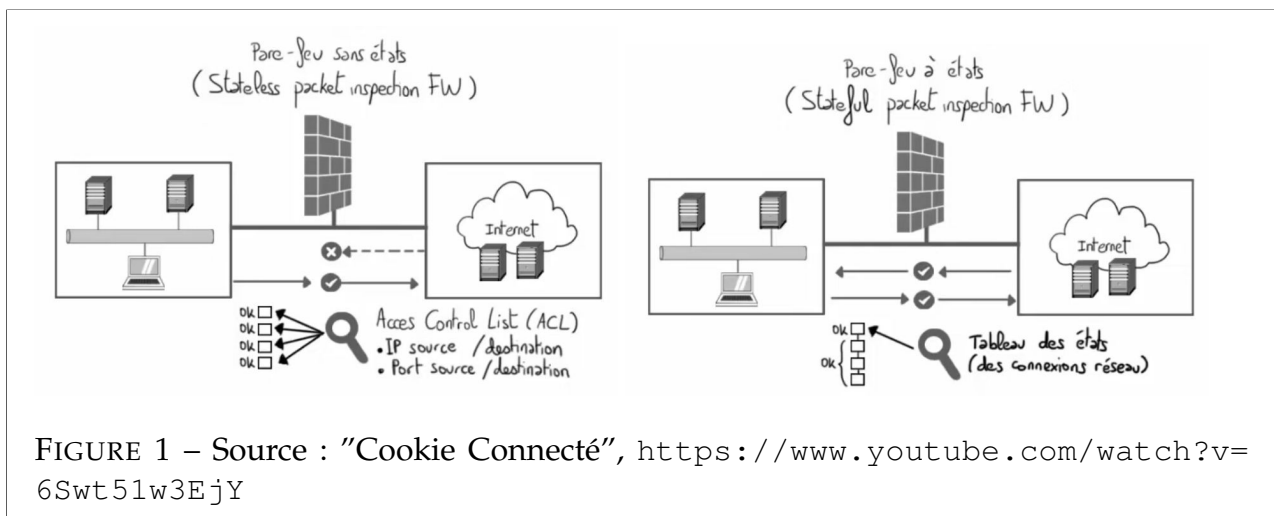 Pare-feu sans états
(Stateless packet inspection FW)
Internet
OK
OK
OK
OK
Acces Control List (ACL)
• IP source / destination
• Port source / destination
Pare-feu à états
(Stateful packet inspection FW)
Internet
OK
OK
Tableau des états
(des connexions réseau)
FIGURE 1 – Source : "Cookie Connecté", https://www.youtube.com/watch?v=
6Swt51w3EjY